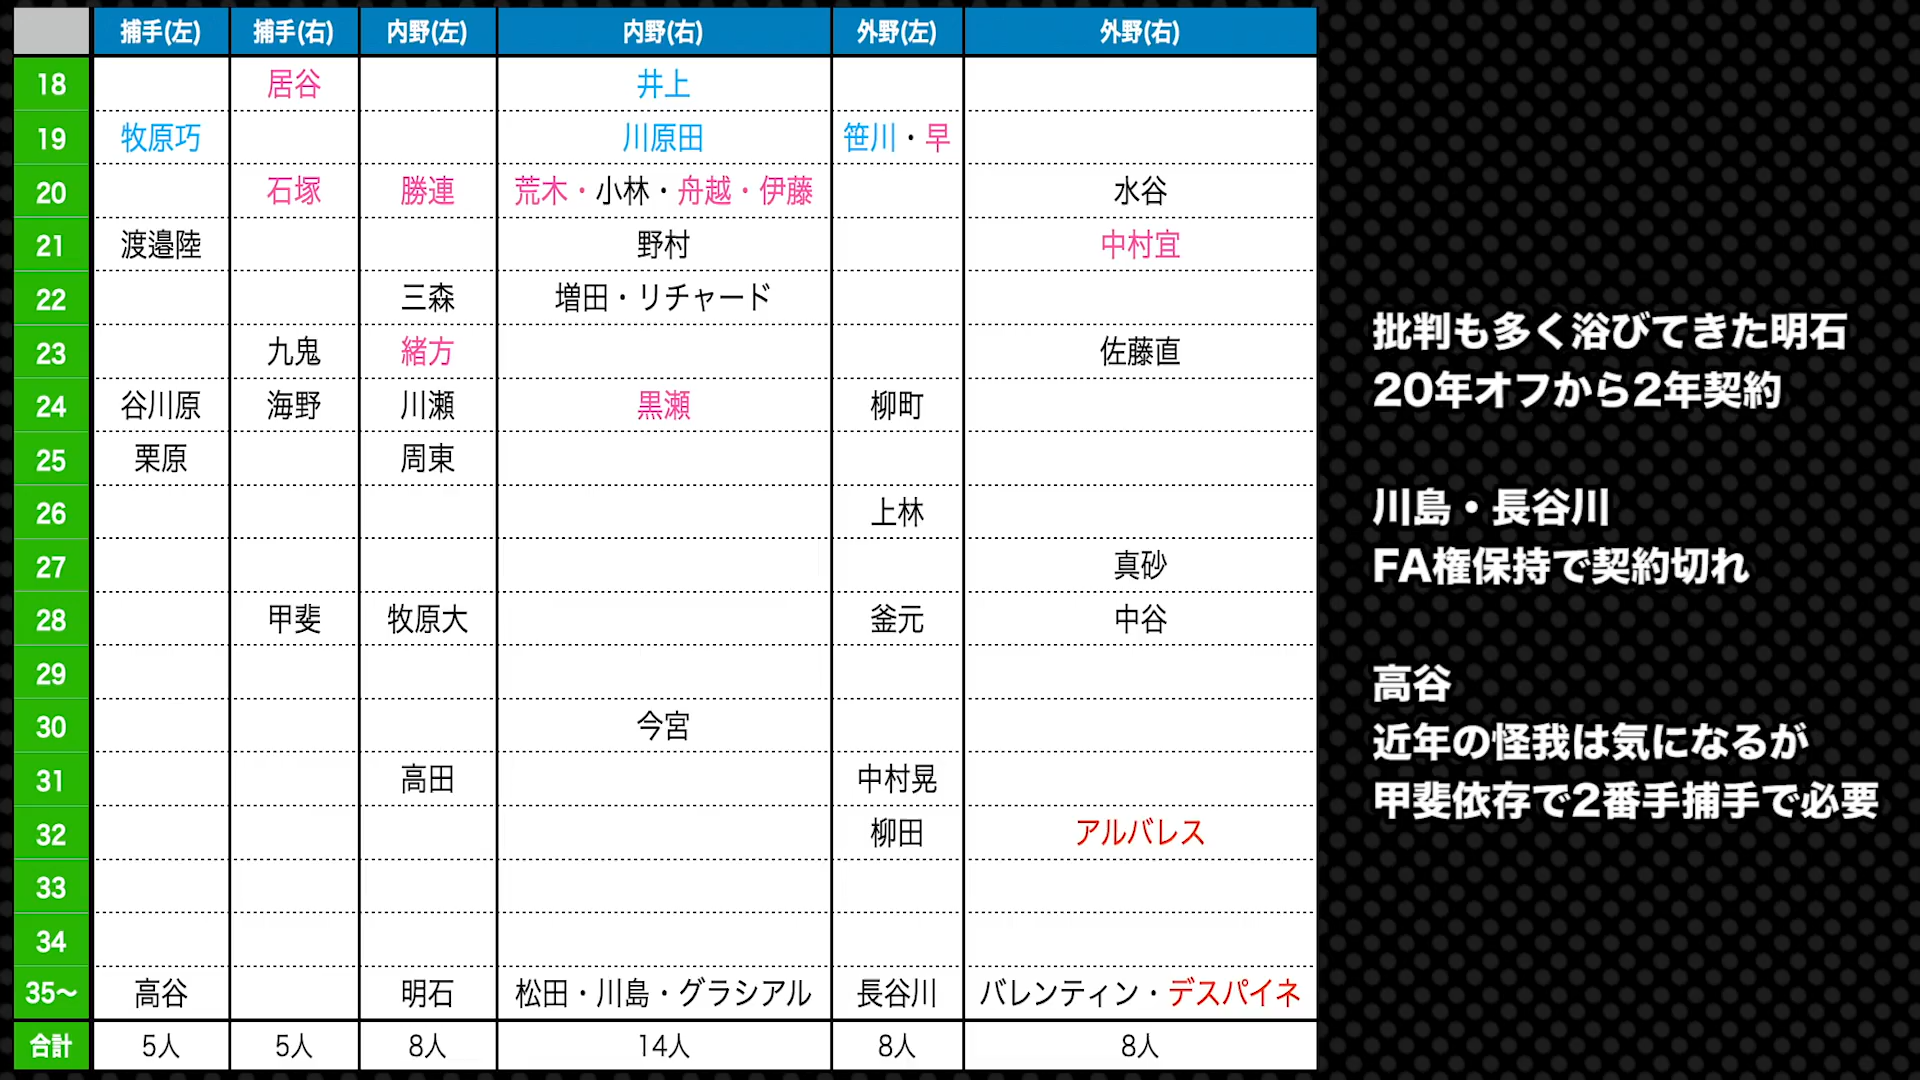 捕手(左) 捕手(右) 内野(左) 内野(右) 外野(左) 外野(右)
18 居谷 井上
19 牧原巧 川原田 笹川・早
20 石塚 勝連 荒木・小林・舟越・伊藤 水谷
21 渡邉陸 野村 中村宜
22 三森 増田・リチャード
23 九鬼 緒方 佐藤直
24 谷川原 海野 川瀬 黒瀬 柳町
25 栗原 周東
26 上林
27 真砂
28 甲斐 牧原大 釜元 中谷
29
30 今宮
31 高田 中村晃
32 柳田 アルバレス
33
34
35〜 高谷 明石 松田・川島・グラシアル 長谷川 バレンティン・デスパイネ
合計 5人 5人 8人 14人 8人 8人
批判も多く浴びてきた明石
20年オフから2年契約
川島・長谷川
FA権保持で契約切れ
高谷
近年の怪我は気になるが
甲斐依存で2番手捕手で必要